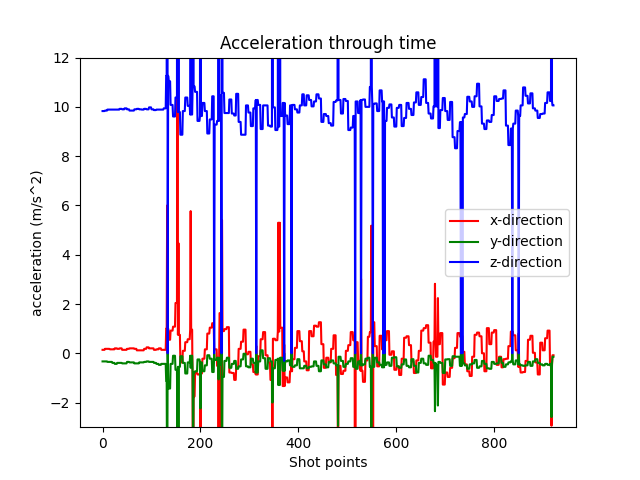 Acceleration through time
12
10
8
6
4
2
0
−2
acceleration (m/s^2)
x-direction
y-direction
z-direction
0 200 400 600 800
Shot points